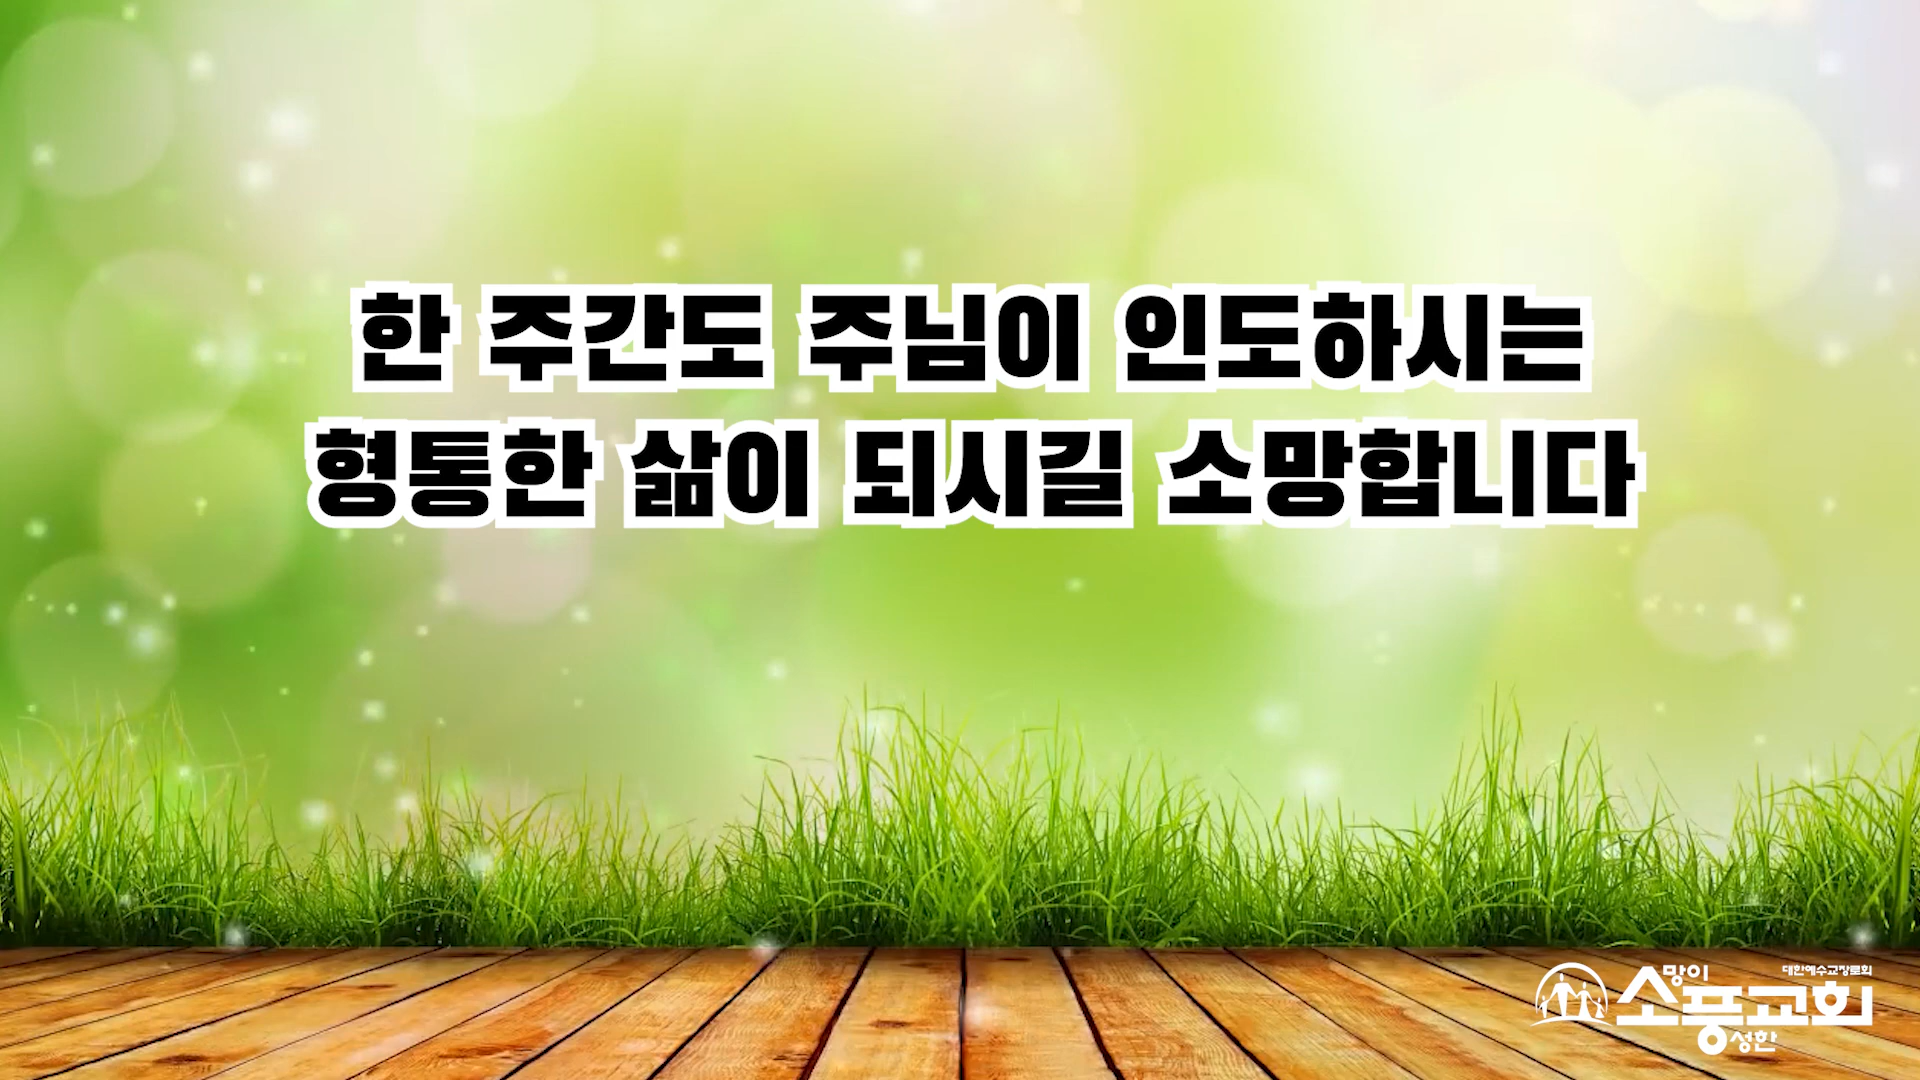 한 주간도 주님이 인도하시는
형통한 삶이 되시길 소망합니다
대한예수교장로회
소망이
풍성한
교회